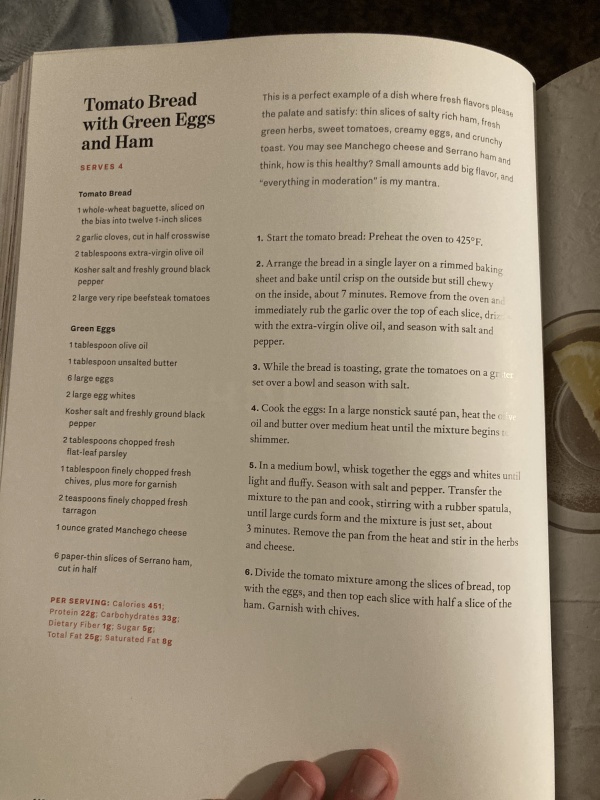 Tomato Bread
with Green Eggs
and Ham
SERVES 4
Tomato Bread
1 whole-wheat baguette, sliced on
the bias into twelve 1-inch slices
2 garlic cloves, cut in half crosswise
2 tablespoons extra-virgin olive oil
Kosher salt and freshly ground black
pepper
2 large very ripe beefsteak tomatoes
Green Eggs
1 tablespoon olive oil
1 tablespoon unsalted butter
6 large eggs
2 large egg whites
Kosher salt and freshly ground black
pepper
2 tablespoons chopped fresh
flat-leaf parsley
1 tablespoon finely chopped fresh
chives, plus more for garnish
2 teaspoons finely chopped fresh
tarragon
1 ounce grated Manchego cheese
6 paper-thin slices of Serrano ham,
cut in half
PER SERVING: Calories 451;
Protein 22g; Carbohydrates 33g;
Dietary Fiber 1g; Sugar 5g;
Total Fat 25g; Saturated Fat 8g
This is a perfect example of a dish where fresh flavors please
the palate and satisfy: thin slices of salty rich ham, fresh
green herbs, sweet tomatoes, creamy eggs, and crunchy
toast. You may see Manchego cheese and Serrano ham and
think, how is this healthy? Small amounts add big flavor, and
"everything in moderation" is my mantra.
1. Start the tomato bread: Preheat the oven to 425°F.
2. Arrange the bread in a single layer on a rimmed baking
sheet and bake until crisp on the outside but still chewy
on the inside, about 7 minutes. Remove from the oven and
immediately rub the garlic over the top of each slice,
with the extra-virgin olive oil, and season with salt and
pepper.
3. While the bread is toasting, grate the tomatoes on a
set over a bowl and season with salt.
4. Cook the eggs: In a large nonstick sauté pan, heat the olive
oil and butter over medium heat until the mixture begins
shimmer.
5. In a medium bowl, whisk together the eggs and whites until
light and fluffy. Season with salt and pepper. Transfer the
mixture to the pan and cook, stirring with a rubber spatula,
until large curds form and the mixture is just set, about
3 minutes. Remove the pan from the heat and stir in the herbs
and cheese.
6. Divide the tomato mixture among the slices of bread, top
with the eggs, and then top each slice with half a slice of the
ham. Garnish with chives.